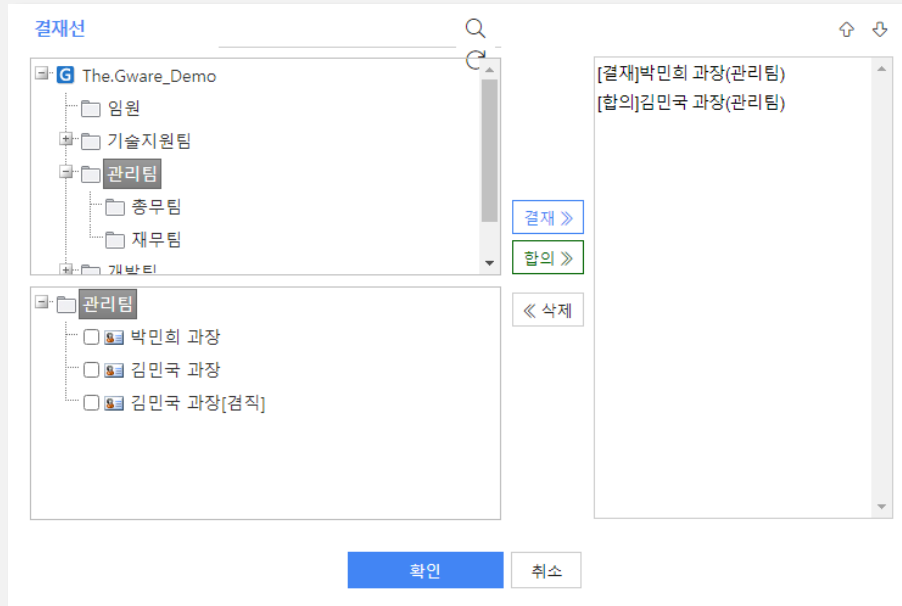 결재선
The.Gware_Demo
임원
기술지원팀
관리팀
총무팀
재무팀
개발팀
관리팀
박민희 과장
김민국 과장
김민국 과장[겸직]
결재 》
합의 》
《 삭제
[결재]박민희 과장(관리팀)
[합의]김민국 과장(관리팀)
확인
취소